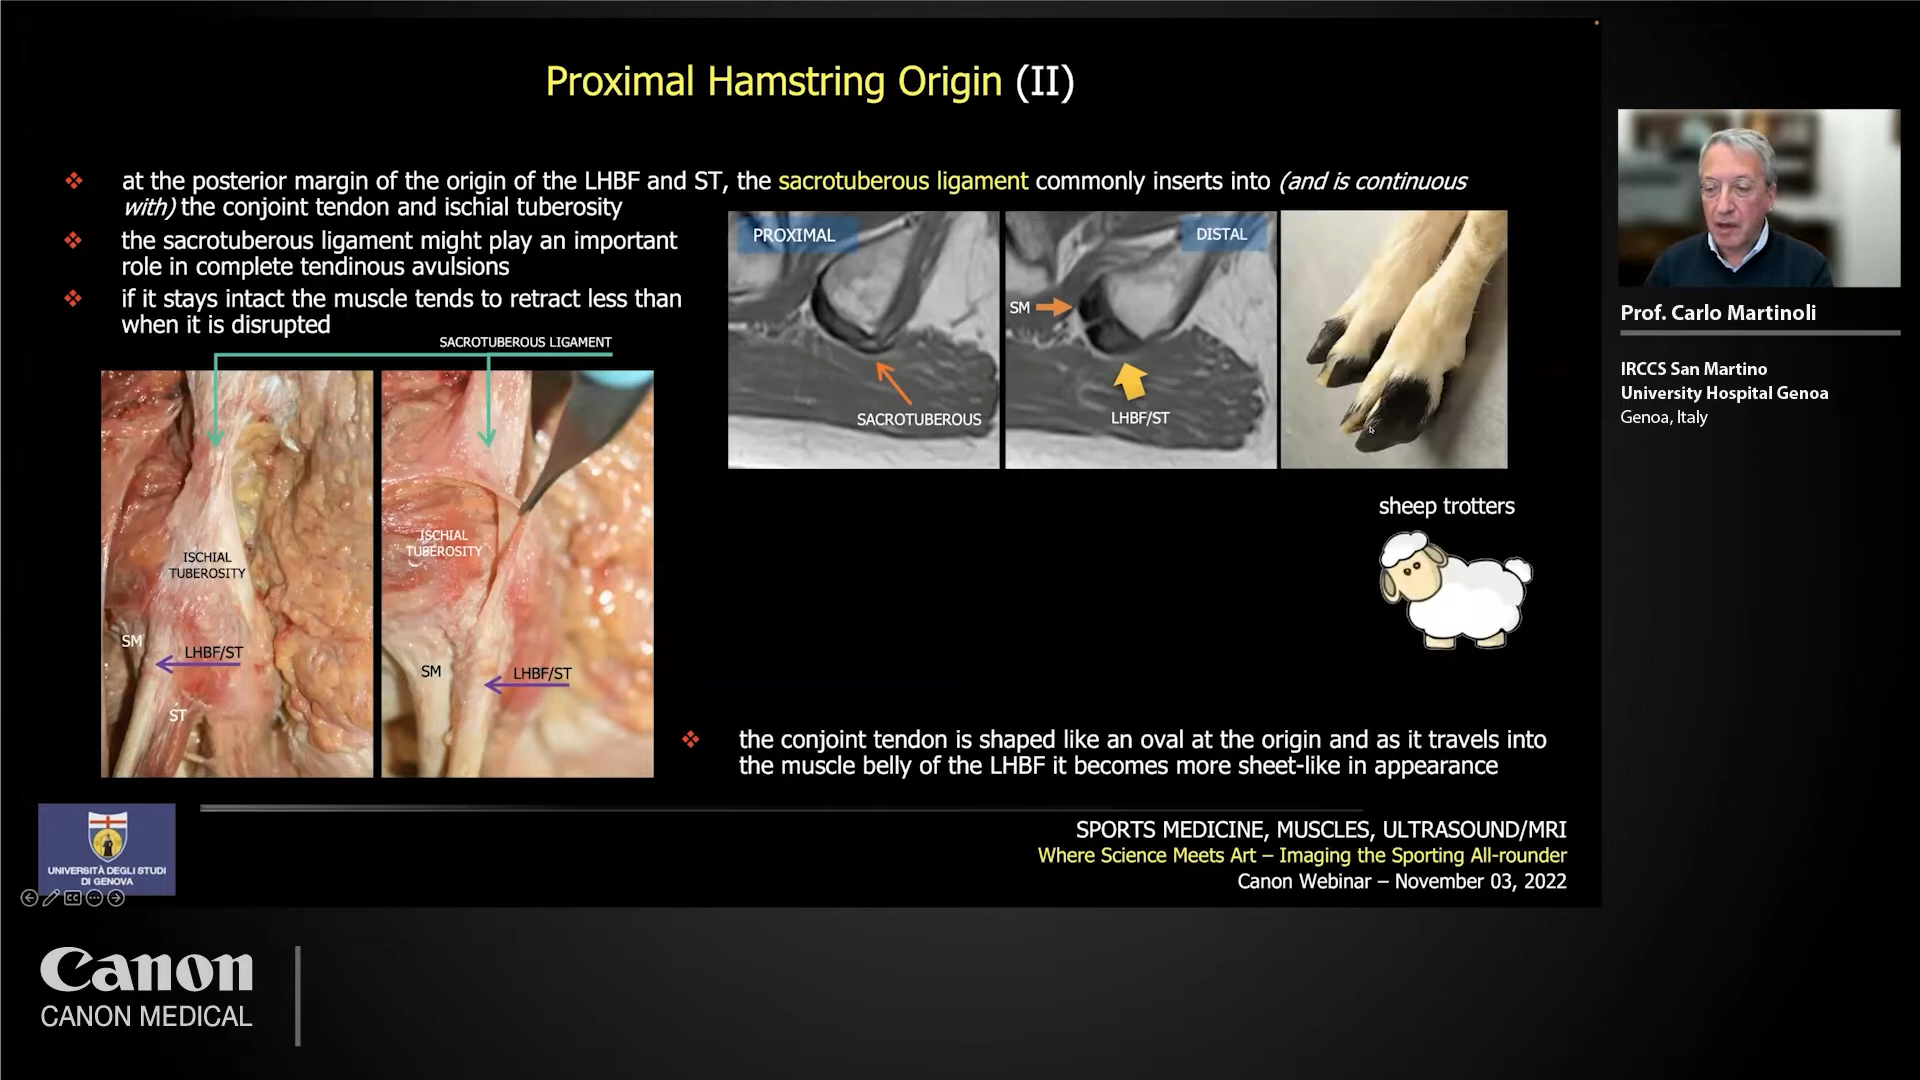 Proximal Hamstring Origin (II)
at the posterior margin of the origin of the LHBF and ST, the sacrotuberous ligament commonly inserts into (and is continuous
with) the conjoint tendon and ischial tuberosity
the sacrotuberous ligament might play an important
role in complete tendinous avulsions
if it stays intact the muscle tends to retract less than
when it is disrupted
SACROTUBEROUS LIGAMENT
ISCHIAL
TUBEROSITY
SM
LHBF/ST
ST
ISCHIAL
TUBEROSITY
SM
LHBF/ST
PROXIMAL
SACROTUBEROUS
DISTAL
SM
LHBF/ST
sheep trotters
the conjoint tendon is shaped like an oval at the origin and as it travels into
the muscle belly of the LHBF it becomes more sheet-like in appearance
UNIVERSITÀ DEGLI STUDI
DI GENOVA
CC
SPORTS MEDICINE, MUSCLES, ULTRASOUND/MRI
Where Science Meets Art – Imaging the Sporting All-rounder
Canon Webinar – November 03, 2022
Prof. Carlo Martinoli
IRCCS San Martino
University Hospital Genoa
Genoa, Italy
Canon
CANON MEDICAL